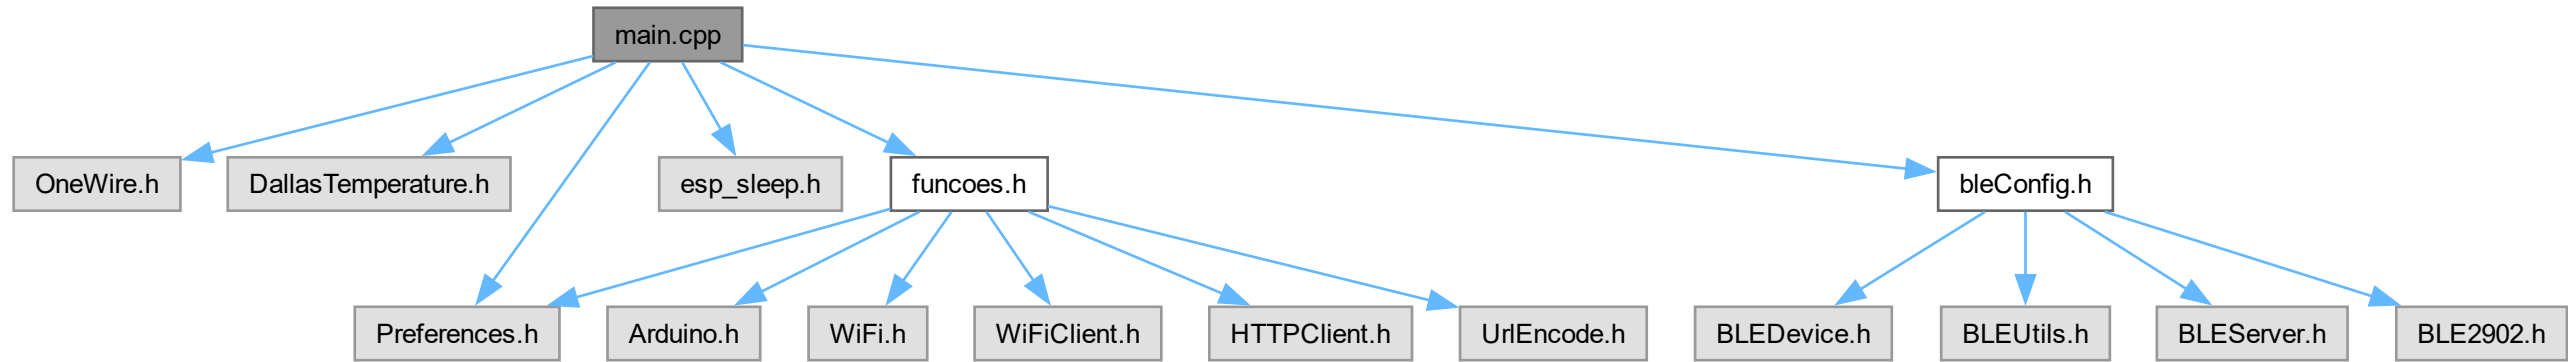 main.cpp
OneWire.h
DallasTemperature.h
esp_sleep.h
funcoes.h
bleConfig.h
Preferences.h
Arduino.h
WiFi.h
WiFiClient.h
HTTPClient.h
UrlEncode.h
BLEDevice.h
BLEUtils.h
BLEServer.h
BLE2902.h